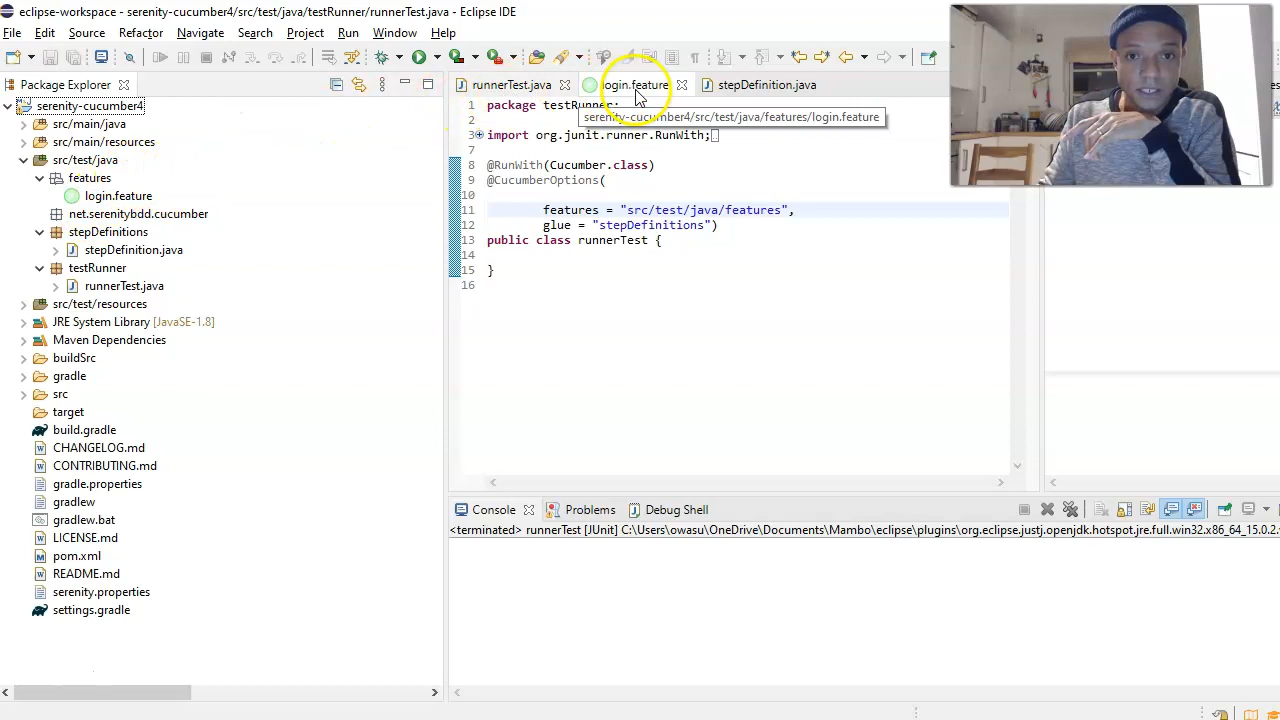 eclipse-workspace - serenity-cucumber4/src/test/java/testRunner/runnerTest.java - Eclipse IDE
File Edit Source Refactor Navigate Search Project Run Window Help
Package Explorer
serenity-cucumber4
src/main/java
src/main/resources
src/test/java
features
login.feature
net.serenitybdd.cucumber
stepDefinitions
stepDefinition.java
testRunner
runnerTest.java
src/test/resources
JRE System Library [JavaSE-1.8]
Maven Dependencies
buildSrc
gradle
src
target
build.gradle
CHANGELOG.md
CONTRIBUTING.md
gradle.properties
gradlew
gradlew.bat
LICENSE.md
pom.xml
README.md
serenity.properties
settings.gradle
runnerTest.java login.feature stepDefinition.java
1 package testRunner;
serenity-cucumber4/src/test/java/features/login.feature
2
3 import org.junit.runner.RunWith;
7
8 @RunWith(Cucumber.class)
9 @CucumberOptions(
10
11 features = "src/test/java/features",
12 glue = "stepDefinitions")
13 public class runnerTest {
14
15 }
16
Console Problems Debug Shell
<terminated> runnerTest [JUnit] C:\Users\owasu\OneDrive\Documents\Mambo\eclipse\plugins\org.eclipse.justj.openjdk.hotspot.jre.full.win32.x86_64_15.0.2.